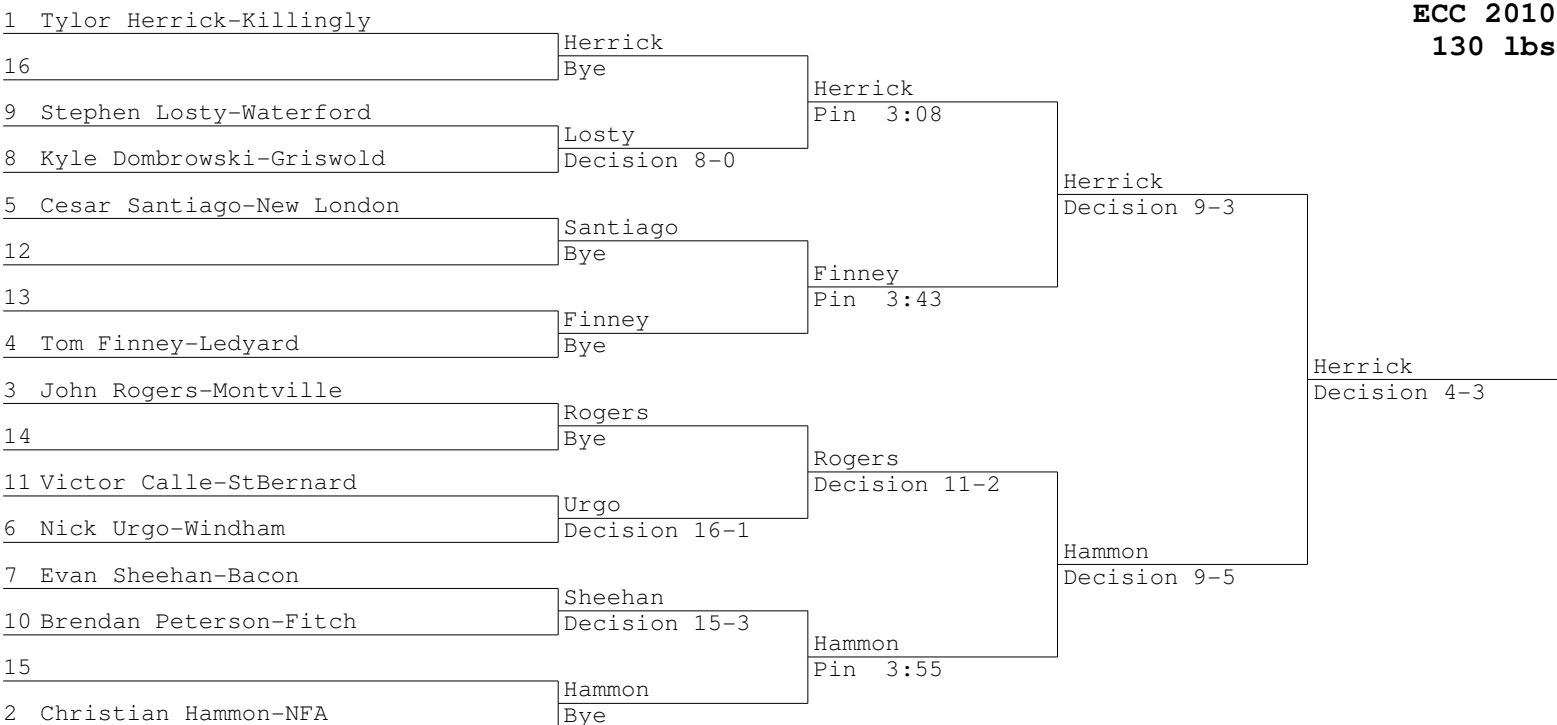 ECC 2010
130 lbs
1 Tylor Herrick-Killingly
16
9 Stephen Losty-Waterford
8 Kyle Dombrowski-Griswold
5 Cesar Santiago-New London
12
13
4 Tom Finney-Ledyard
3 John Rogers-Montville
14
11 Victor Calle-StBernard
6 Nick Urgo-Windham
7 Evan Sheehan-Bacon
10 Brendan Peterson-Fitch
15
2 Christian Hammon-NFA
Herrick
Bye
Losty
Decision 8-0
Santiago
Bye
Finney
Bye
Rogers
Bye
Urgo
Decision 16-1
Sheehan
Decision 15-3
Hammon
Bye
Herrick
Pin 3:08
Finney
Pin 3:43
Rogers
Decision 11-2
Hammon
Pin 3:55
Herrick
Decision 9-3
Hammon
Decision 9-5
Herrick
Decision 4-3